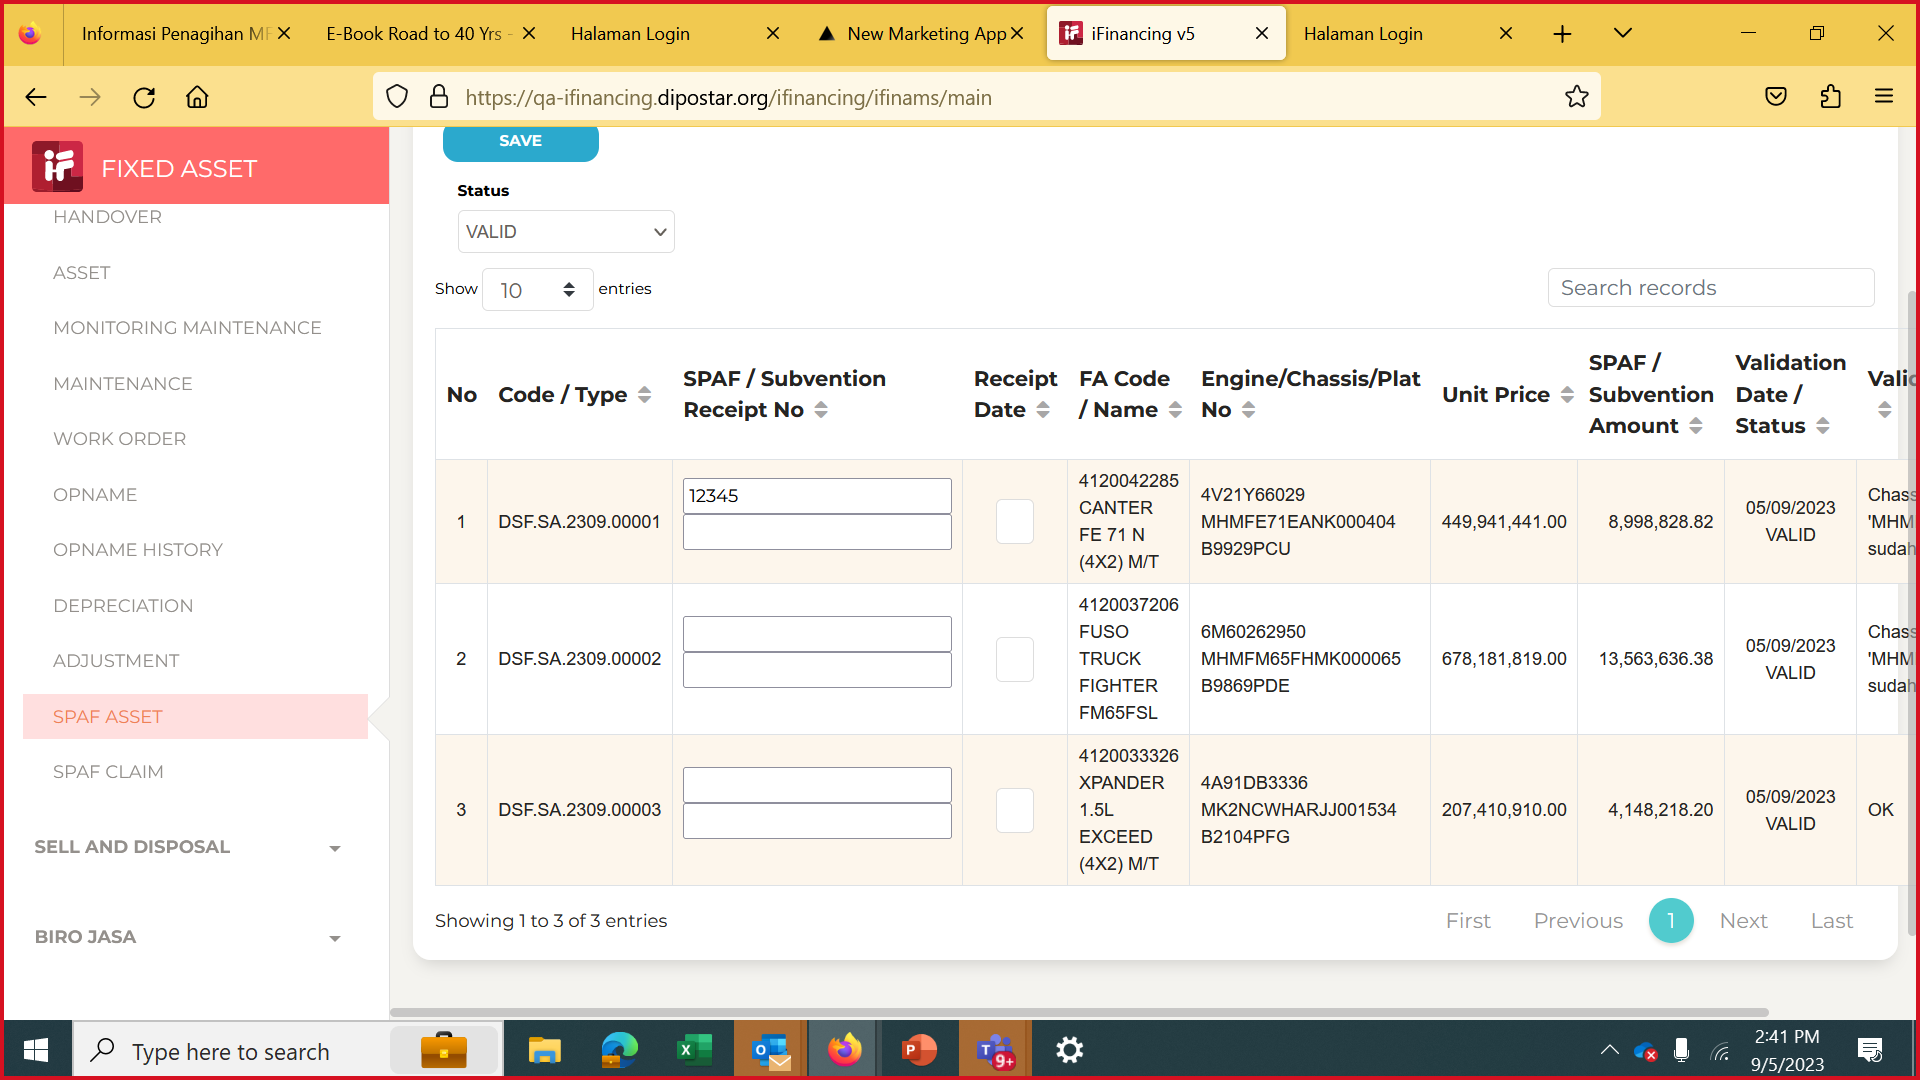 Informasi Penagihan MF
E-Book Road to 40 Yrs -
Halaman Login
New Marketing App
iFinancing v5
Halaman Login
https://qa-ifinancing.dipostar.org/ifinancing/ifinams/main
iF
FIXED ASSET
HANDOVER
ASSET
MONITORING MAINTENANCE
MAINTENANCE
WORK ORDER
OPNAME
OPNAME HISTORY
DEPRECIATION
ADJUSTMENT
SPAF ASSET
SPAF CLAIM
SELL AND DISPOSAL
BIRO JASA
SAVE
Status
VALID
Show 10 entries
Search records
No
Code / Type
SPAF / Subvention
Receipt No
Receipt
Date
FA Code
/ Name
Engine/Chassis/Plat
No
Unit Price
SPAF /
Subvention
Amount
Validation
Date /
Status
Valid
1
DSF.SA.2309.00001
12345
4120042285
CANTER
FE 71 N
(4X2) M/T
4V21Y66029
MHMFE71EANK000404
B9929PCU
449,941,441.00
8,998,828.82
05/09/2023
VALID
Chass
'MHM
sudah
2
DSF.SA.2309.00002
4120037206
FUSO
TRUCK
FIGHTER
FM65FSL
6M60262950
MHMFM65FHMK000065
B9869PDE
678,181,819.00
13,563,636.38
05/09/2023
VALID
Chass
'MHM
sudah
3
DSF.SA.2309.00003
4120033326
XPANDER
1.5L
EXCEED
(4X2) M/T
4A91DB3336
MK2NCWHARJJ001534
B2104PFG
207,410,910.00
4,148,218.20
05/09/2023
VALID
OK
Showing 1 to 3 of 3 entries
First
Previous
1
Next
Last
Type here to search
9+
2:41 PM
9/5/2023